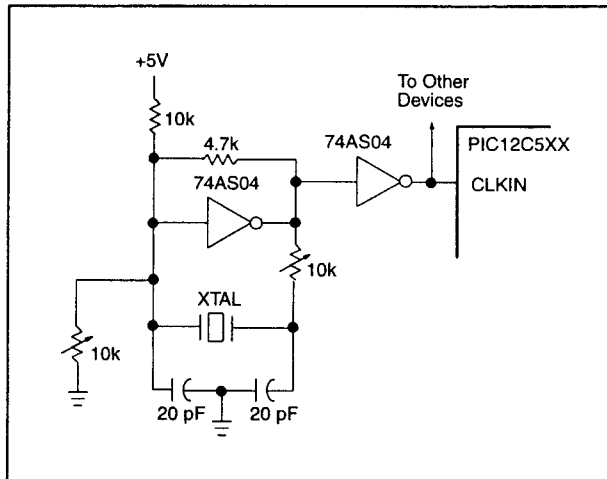 +5V
10k
4.7k
74AS04
74AS04
To Other
Devices
PIC12C5XX
CLKIN
10k
XTAL
10k
20 pF
20 pF